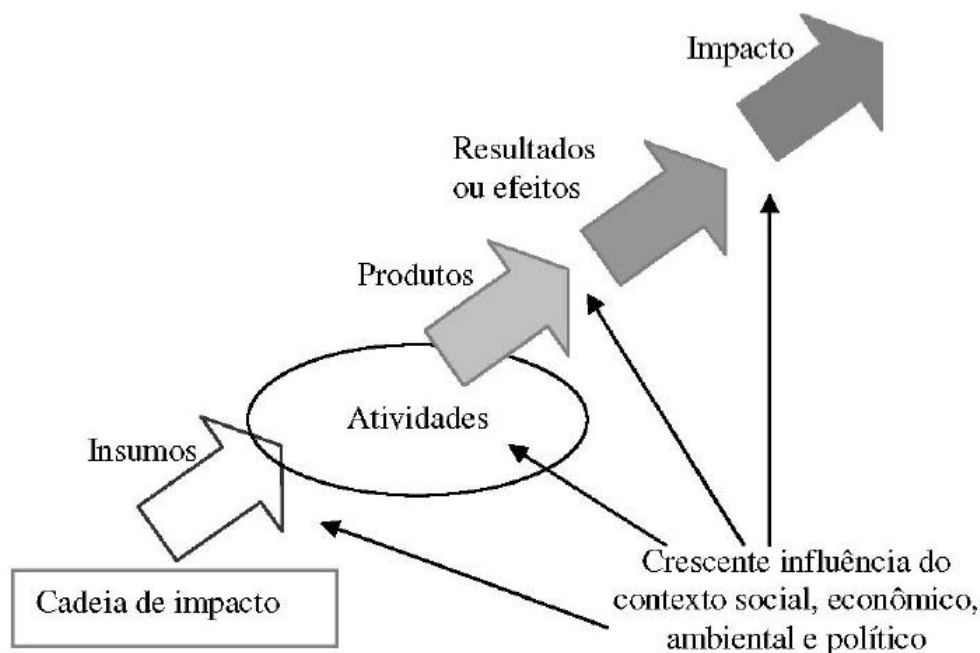 Impacto
Resultados
ou efeitos
Produtos
Atividades
Insumos
Cadeia de impacto
Crescente influência do
contexto social, econômico,
ambiental e político